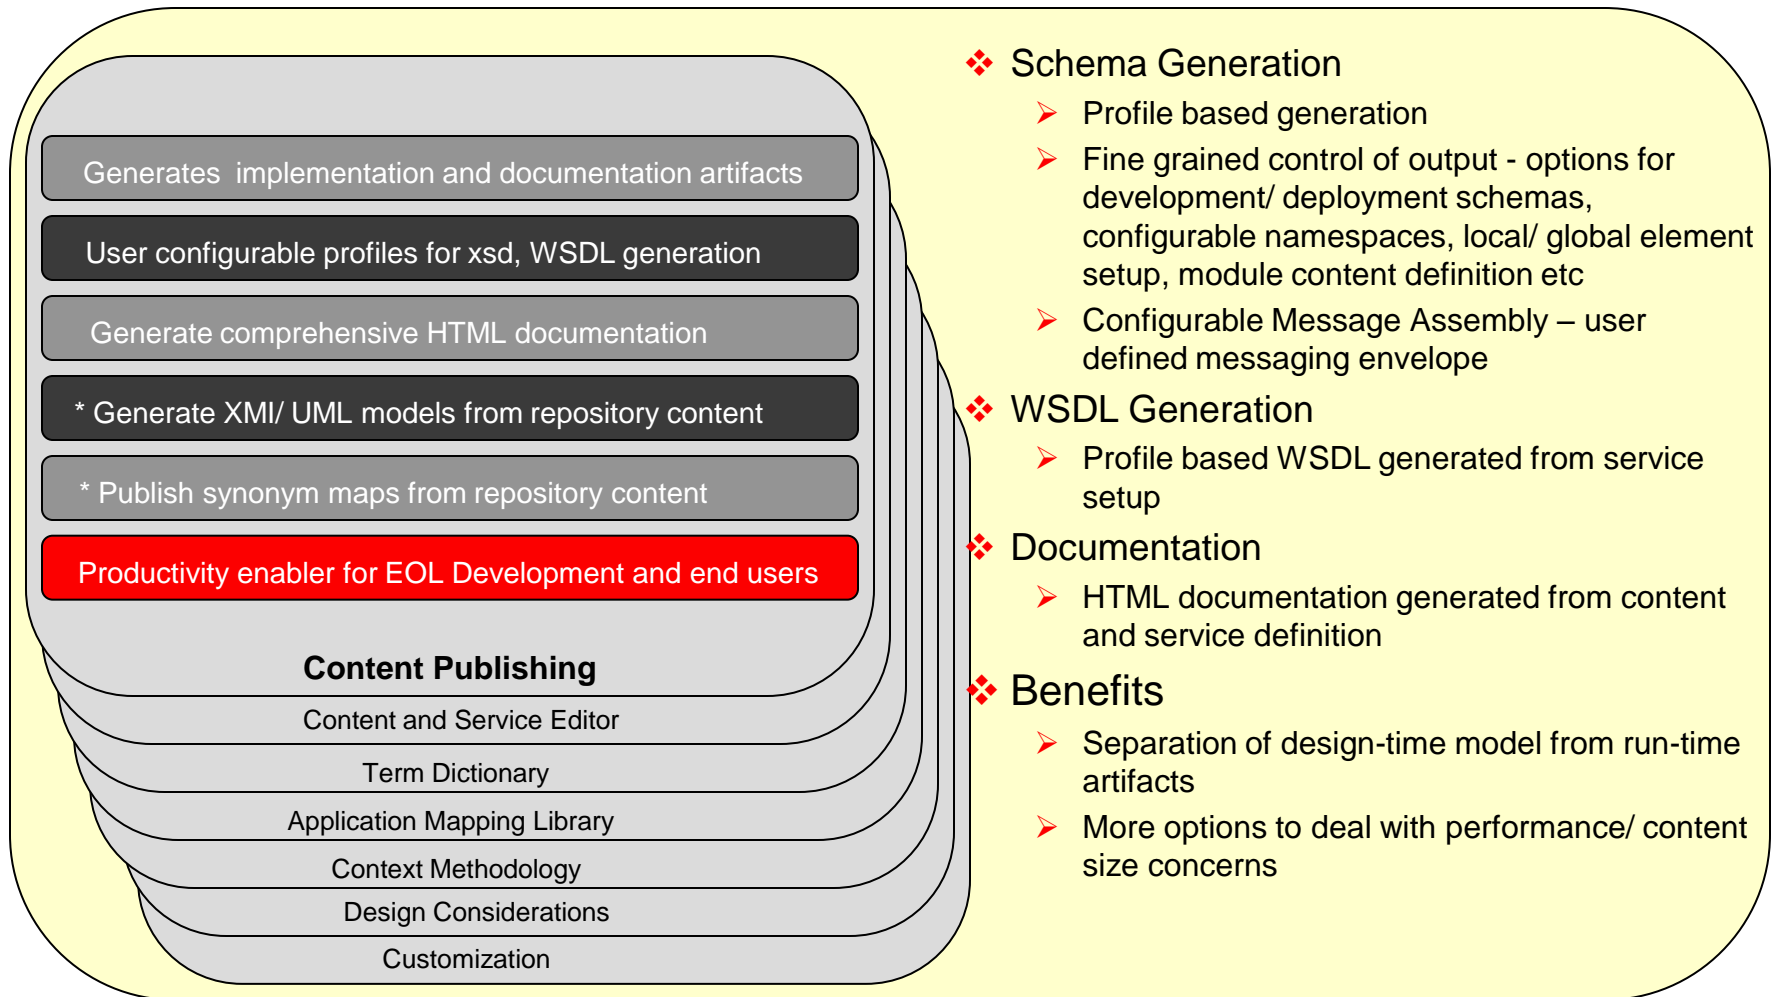 Generates implementation and documentation artifacts
User configurable profiles for xsd, WSDL generation
Generate comprehensive HTML documentation
* Generate XMI/ UML models from repository content
* Publish synonym maps from repository content
Productivity enabler for EOL Development and end users
Content Publishing
Content and Service Editor
Term Dictionary
Application Mapping Library
Context Methodology
Design Considerations
Customization
Schema Generation
Profile based generation
Fine grained control of output - options for
development/ deployment schemas,
configurable namespaces, local/ global element
setup, module content definition etc
Configurable Message Assembly – user
defined messaging envelope
WSDL Generation
Profile based WSDL generated from service
setup
Documentation
HTML documentation generated from content
and service definition
Benefits
Separation of design-time model from run-time
artifacts
More options to deal with performance/ content
size concerns